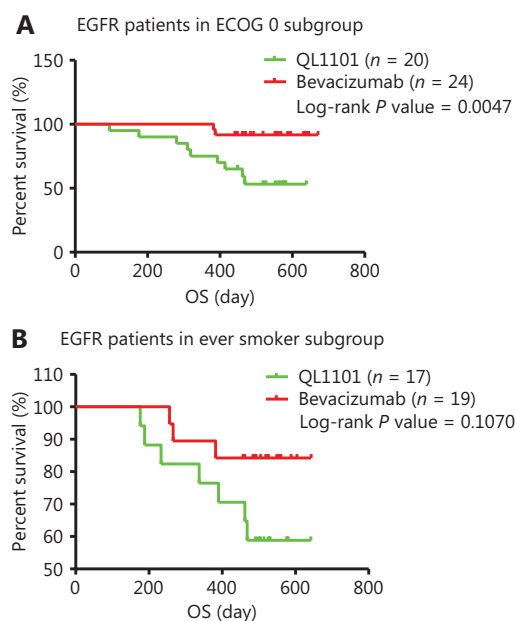 A
EGFR patients in ECOG 0 subgroup
QL1101 (n = 20)
Bevacizumab (n = 24)
Log-rank P value = 0.0047
Percent survival (%)
150
100
50
0
0 200 400 600 800
OS (day)
B
EGFR patients in ever smoker subgroup
QL1101 (n = 17)
Bevacizumab (n = 19)
Log-rank P value = 0.1070
Percent survival (%)
110
100
90
80
70
60
50
0 200 400 600 800
OS (day)